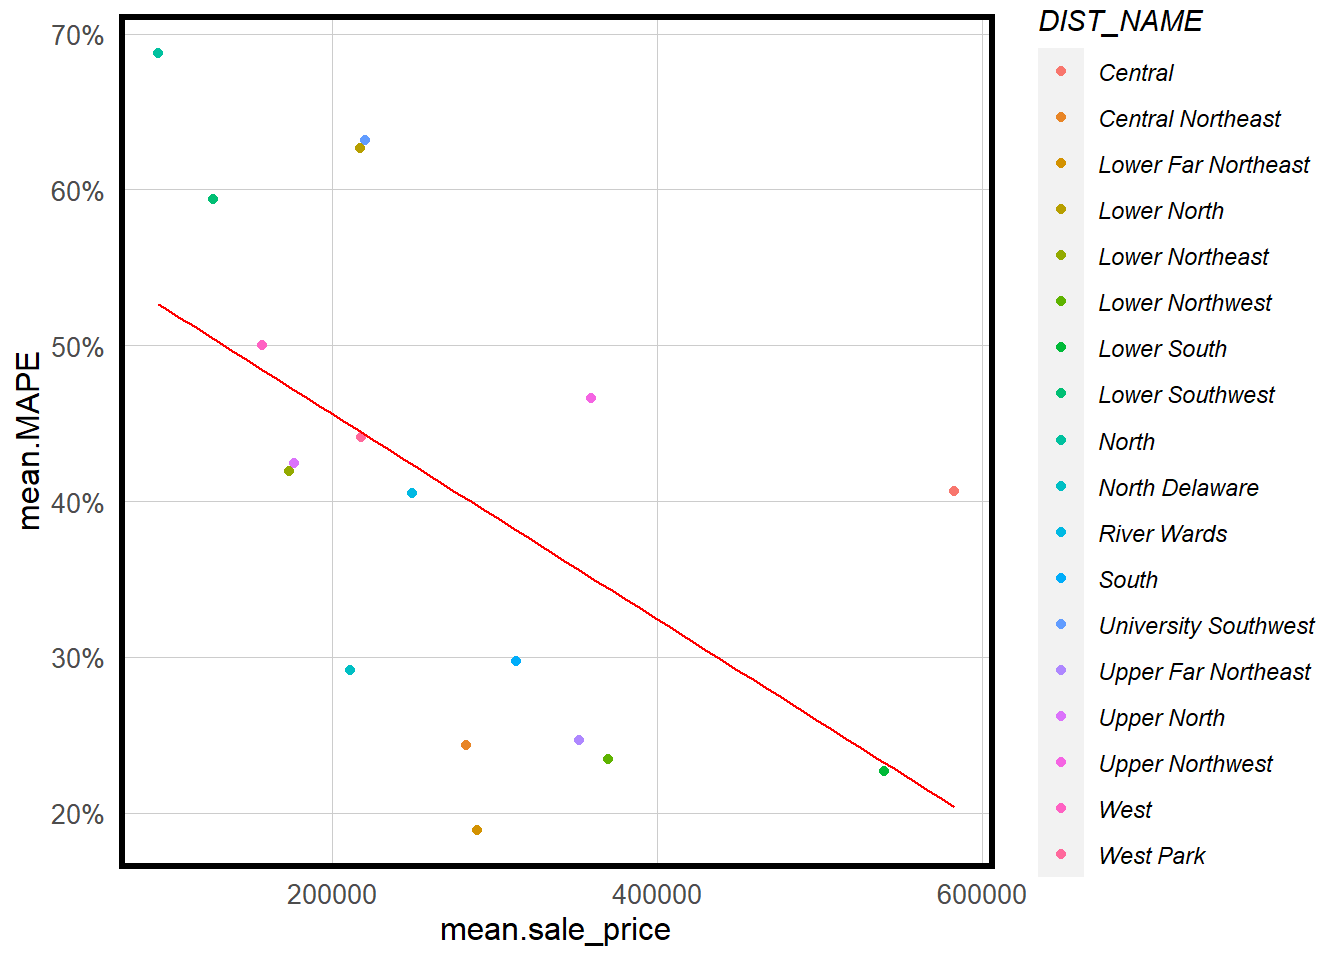 70%
60%
50%
40%
30%
20%
mean.MAPE
200000
400000
600000
mean.sale_price
DIST_NAME
Central
Central Northeast
Lower Far Northeast
Lower North
Lower Northeast
Lower Northwest
Lower South
Lower Southwest
North
North Delaware
River Wards
South
University Southwest
Upper Far Northeast
Upper North
Upper Northwest
West
West Park